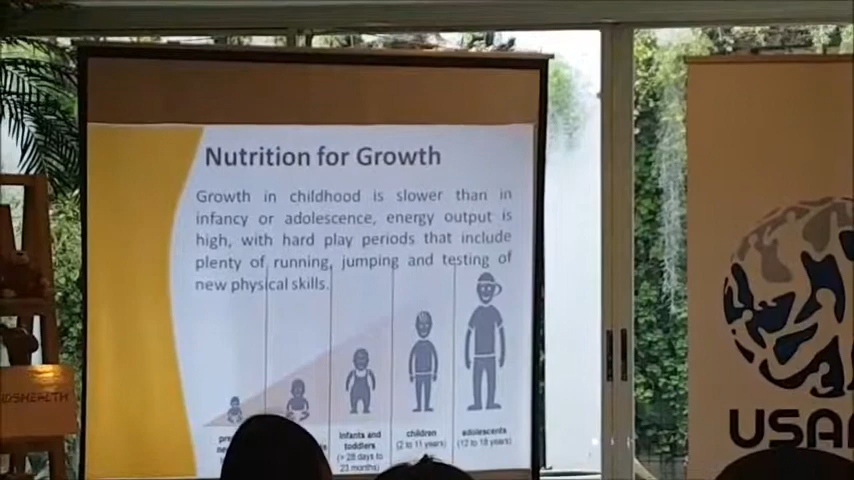 Nutrition for Growth
Growth in childhood is slower than in
infancy or adolescence, energy output is
high, with hard play periods that include
plenty of running, jumping and testing of
new physical skills.
infants and
toddlers
(> 28 days to
23 months)
children
(2 to 11 years)
adolescents
(12 to 18 years)
DSHEALTH
USANA